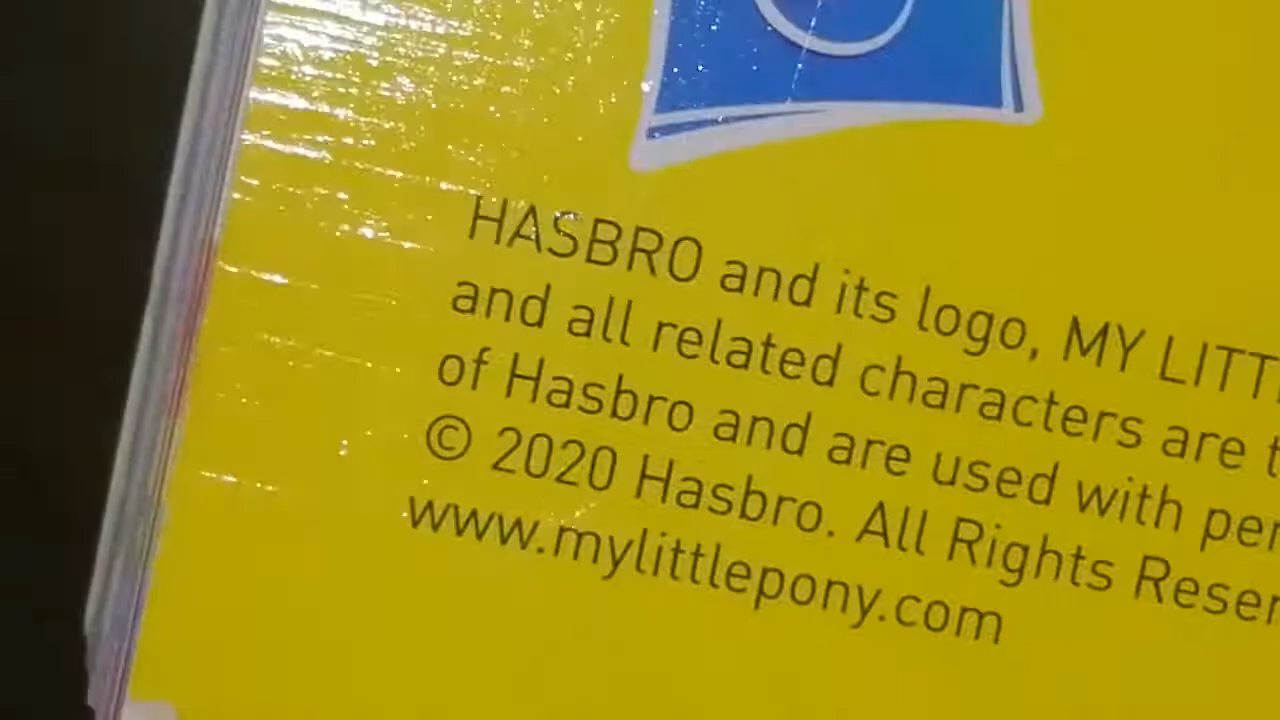 HASBRO and its logo, MY LITT
and all related characters are t
of Hasbro and are used with per
© 2020 Hasbro. All Rights Reser
www.mylittlepony.com